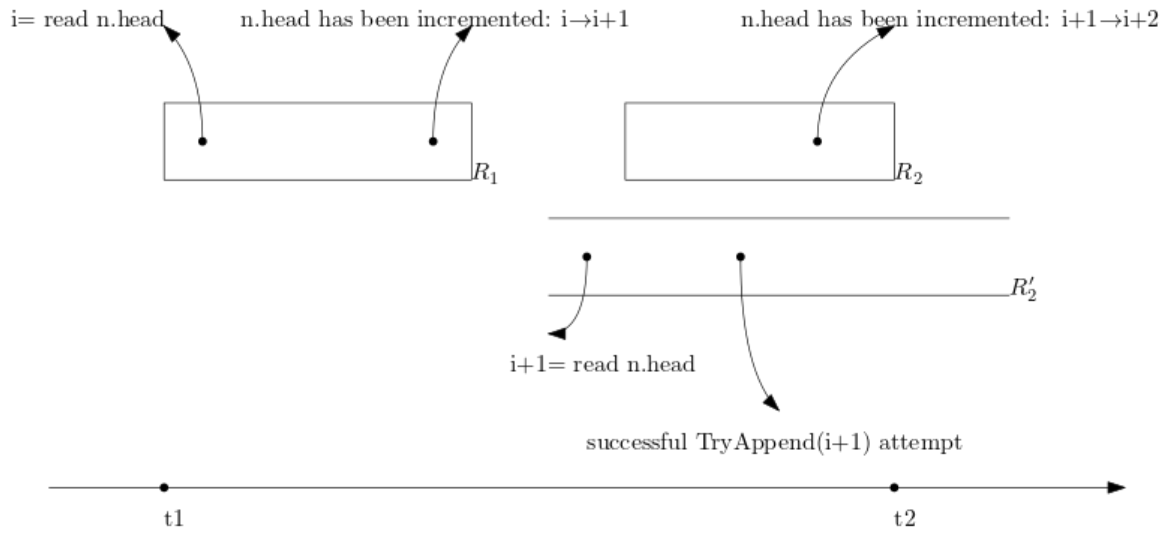 i= read n.head
n.head has been incremented: i→i+1
n.head has been incremented: i+1→i+2
R₁
R₂
R′₂
i+1= read n.head
successful TryAppend(i+1) attempt
t1
t2